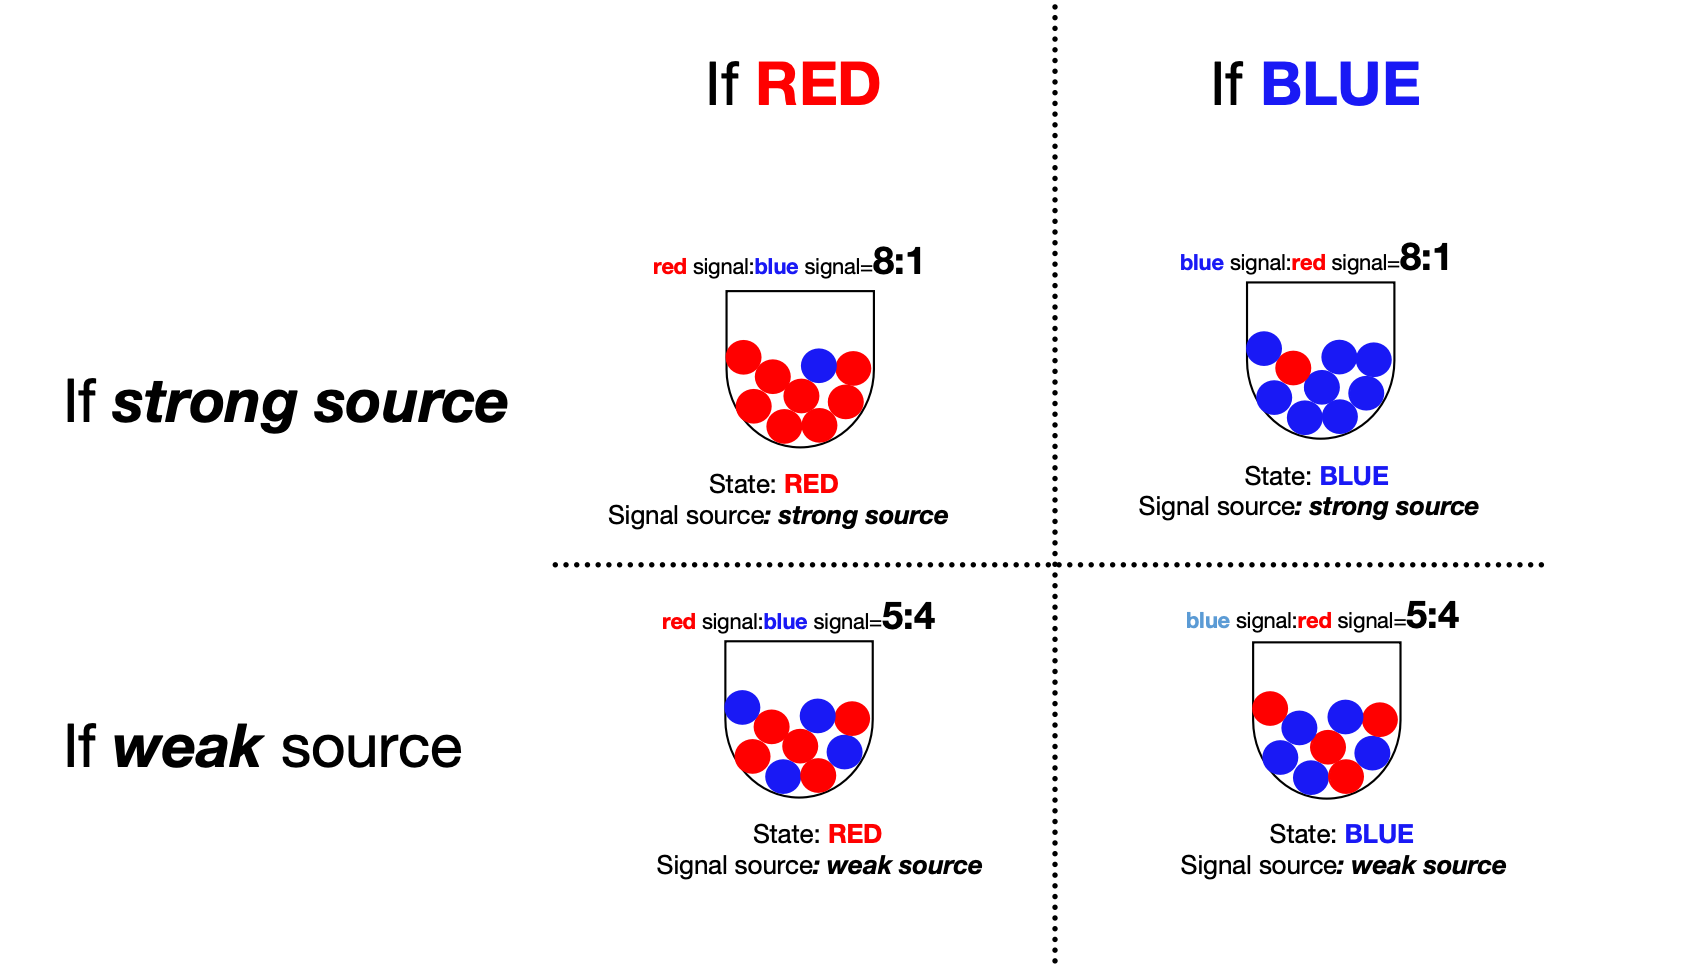 If RED
If BLUE
If strong source
red signal:blue signal=8:1
State: RED
Signal source: strong source
blue signal:red signal=8:1
State: BLUE
Signal source: strong source
If weak source
red signal:blue signal=5:4
State: RED
Signal source: weak source
blue signal:red signal=5:4
State: BLUE
Signal source: weak source